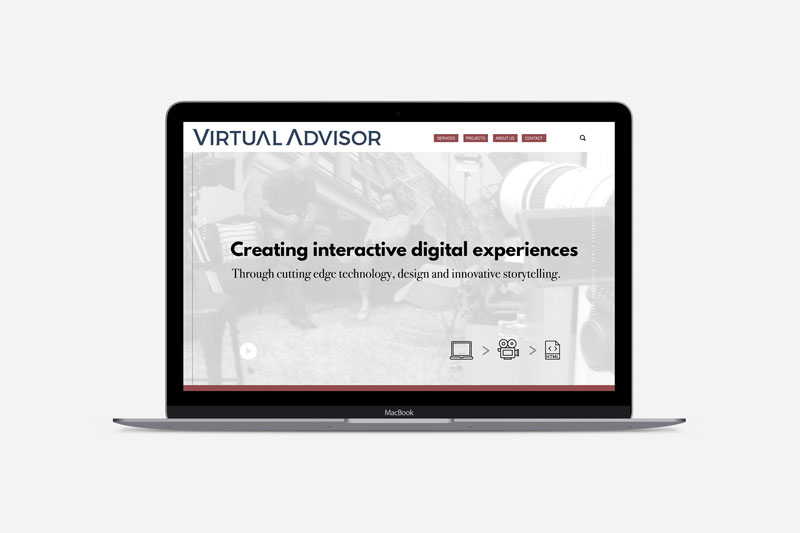 VIRTUAL ADVISOR
SERVICES PROJECTS ABOUT US CONTACT
Creating interactive digital experiences
Through cutting edge technology, design and innovative storytelling.
HTML
MacBook